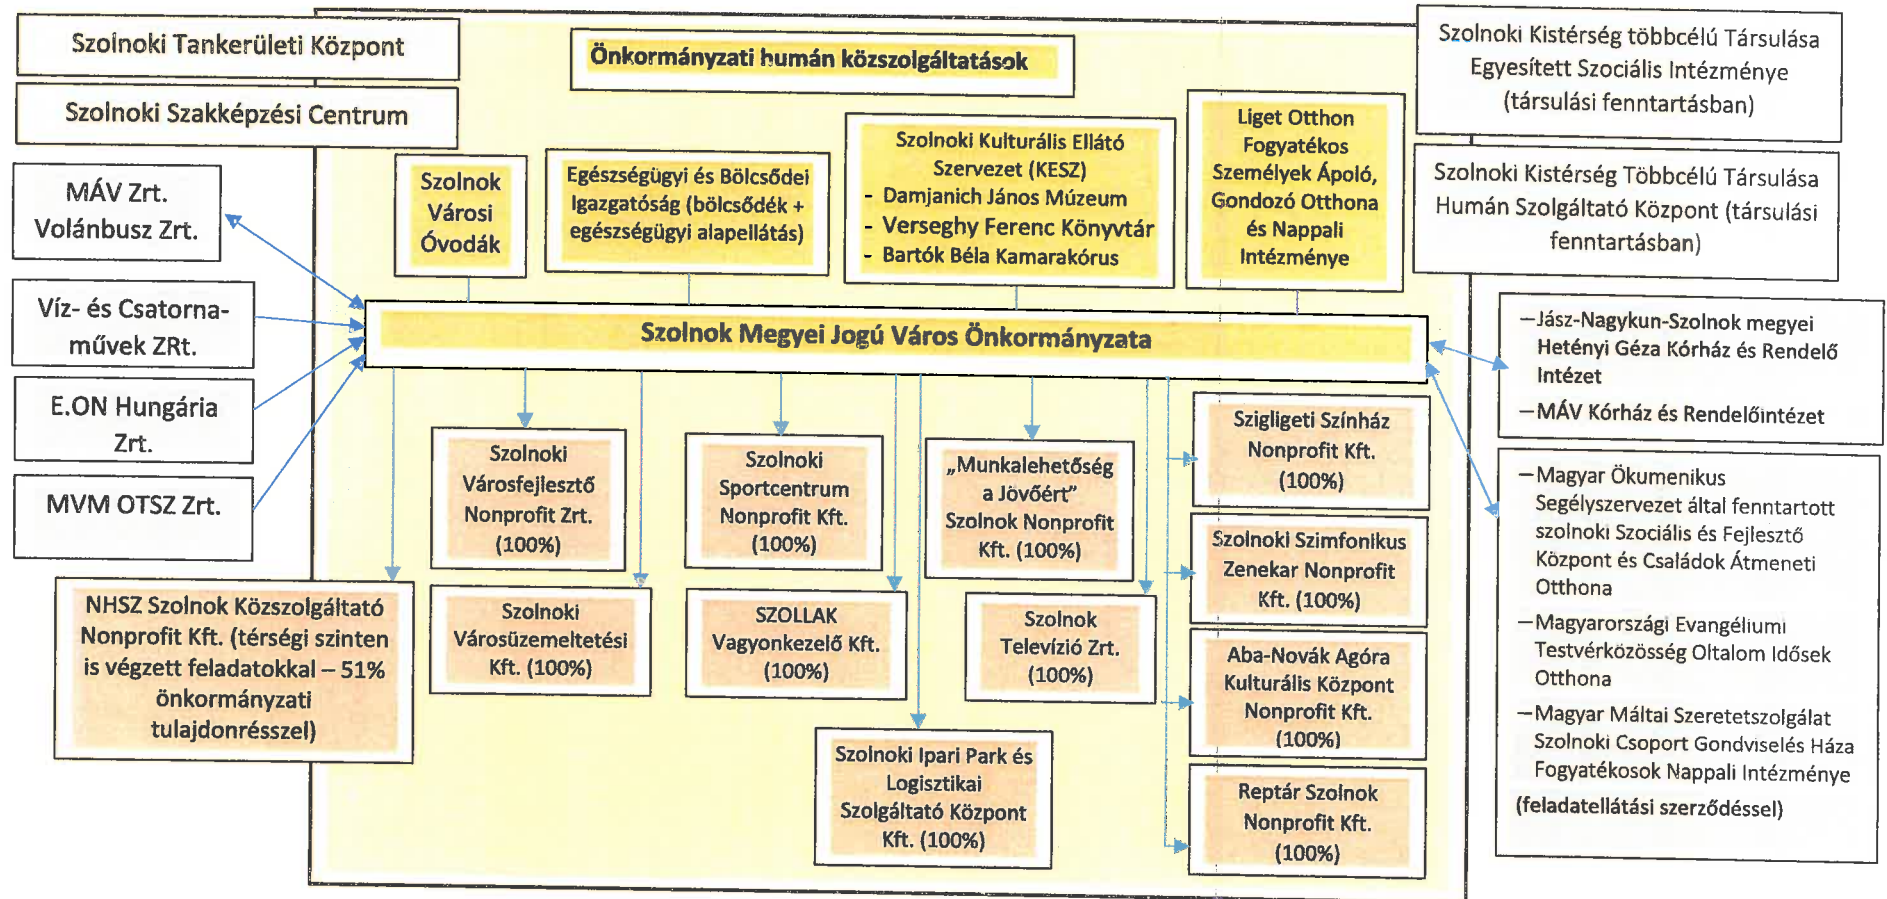 Szolnoki Tankerületi Központ
Szolnoki Szakképzési Centrum
Önkormányzati humán közszolgáltatások
Szolnoki Kistérség többcélú Társulása
Egyesített Szociális Intézménye
(társulási fenntartásban)
Szolnoki Kistérség Többcélú Társulása
Humán Szolgáltató Központ (társulási
fenntartásban)
Szolnok
Városi
Óvodák
Egészségügyi és Bölcsődei
Igazgatóság (bölcsődék +
egészségügyi alapellátás)
Szolnoki Kulturális Ellátó
Szervezet (KESZ)
- Damjanich János Múzeum
- Verseghy Ferenc Könyvtár
- Bartók Béla Kamarakórus
Liget Otthon
Fogyatékos
Személyek Ápoló,
Gondozó Otthona
és Nappali
Intézménye
MÁV Zrt.
Volánbusz Zrt.
Víz- és Csatorna-
művek ZRt.
E.ON Hungária
Zrt.
MVM OTSZ Zrt.
Szolnok Megyei Jogú Város Önkormányzata
–Jász-Nagykun-Szolnok megyei
Hetényi Géza Kórház és Rendelő
Intézet
–MÁV Kórház és Rendelőintézet
–Magyar Ökumenikus
Segélyszervezet által fenntartott
szolnoki Szociális és Fejlesztő
Központ és Családok Átmeneti
Otthona
–Magyarországi Evangéliumi
Testvérközösség Oltalom Idősek
Otthona
–Magyar Máltai Szeretetszolgálat
Szolnoki Csoport Gondviselés Háza
Fogyatékosok Nappali Intézménye
(feladatellátási szerződéssel)
NHSZ Szolnok Közszolgáltató
Nonprofit Kft. (térségi szinten
is végzett feladatokkal – 51%
önkormányzati
tulajdonrésszel)
Szolnoki
Városfejlesztő
Nonprofit Zrt.
(100%)
Szolnoki
Városüzemeltetési
Kft. (100%)
Szolnoki
Sportcentrum
Nonprofit Kft.
(100%)
SZOLLAK
Vagyonkezelő Kft.
(100%)
„Munkalehetőség
a Jövőért”
Szolnok Nonprofit
Kft. (100%)
Szolnok
Televízió Zrt.
(100%)
Szolnoki Ipari Park és
Logisztikai
Szolgáltató Központ
Kft. (100%)
Szigligeti Színház
Nonprofit Kft.
(100%)
Szolnoki Szimfonikus
Zenekar Nonprofit
Kft. (100%)
Aba-Novák Agóra
Kulturális Központ
Nonprofit Kft.
(100%)
Reptár Szolnok
Nonprofit Kft.
(100%)